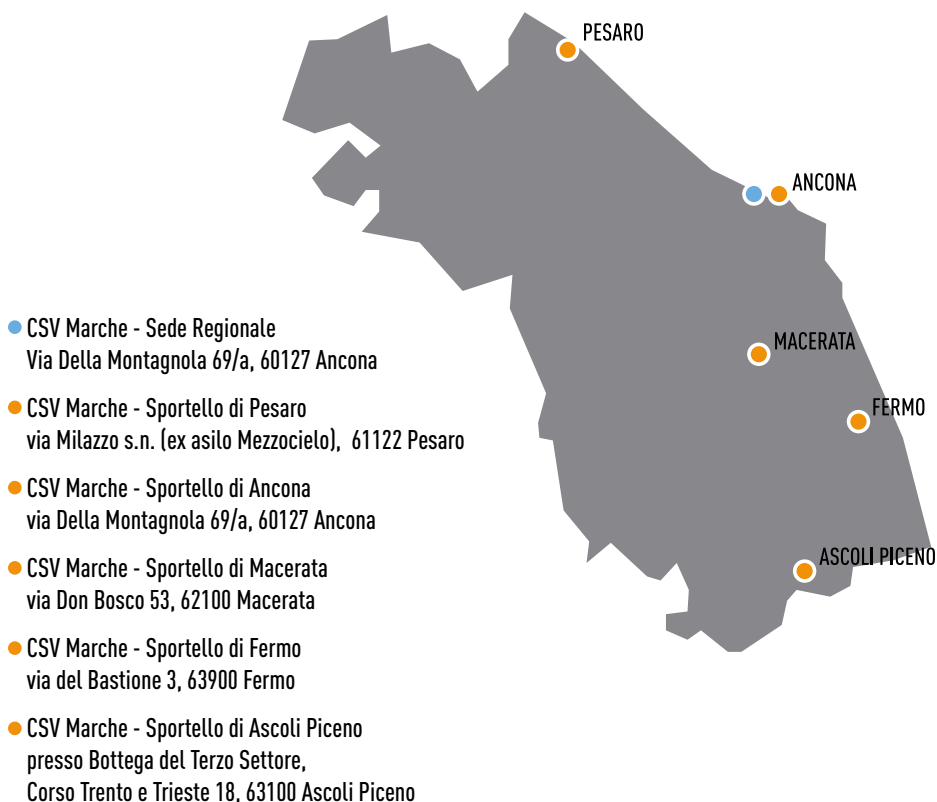 PESARO
ANCONA
MACERATA
FERMO
ASCOLI PICENO
CSV Marche - Sede Regionale
Via Della Montagnola 69/a, 60127 Ancona
CSV Marche - Sportello di Pesaro
via Milazzo s.n. (ex asilo Mezzocielo), 61122 Pesaro
CSV Marche - Sportello di Ancona
via Della Montagnola 69/a, 60127 Ancona
CSV Marche - Sportello di Macerata
via Don Bosco 53, 62100 Macerata
CSV Marche - Sportello di Fermo
via del Bastione 3, 63900 Fermo
CSV Marche - Sportello di Ascoli Piceno
presso Bottega del Terzo Settore,
Corso Trento e Trieste 18, 63100 Ascoli Piceno